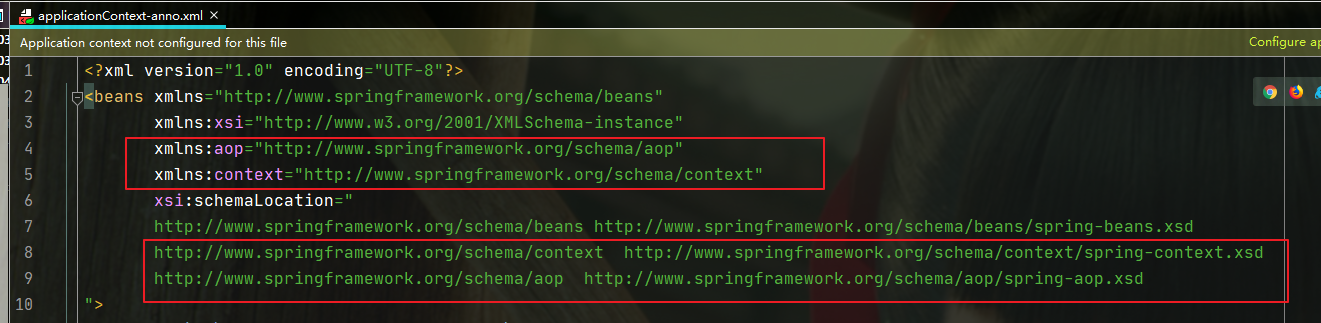 applicationContext-anno.xml
Application context not configured for this file
Configure ap
1 <?xml version="1.0" encoding="UTF-8"?>
2 <beans xmlns="http://www.springframework.org/schema/beans"
3 xmlns:xsi="http://www.w3.org/2001/XMLSchema-instance"
4 xmlns:aop="http://www.springframework.org/schema/aop"
5 xmlns:context="http://www.springframework.org/schema/context"
6 xsi:schemaLocation="
7 http://www.springframework.org/schema/beans http://www.springframework.org/schema/beans/spring-beans.xsd
8 http://www.springframework.org/schema/context  http://www.springframework.org/schema/context/spring-context.xsd
9 http://www.springframework.org/schema/aop  http://www.springframework.org/schema/aop/spring-aop.xsd
10 ">